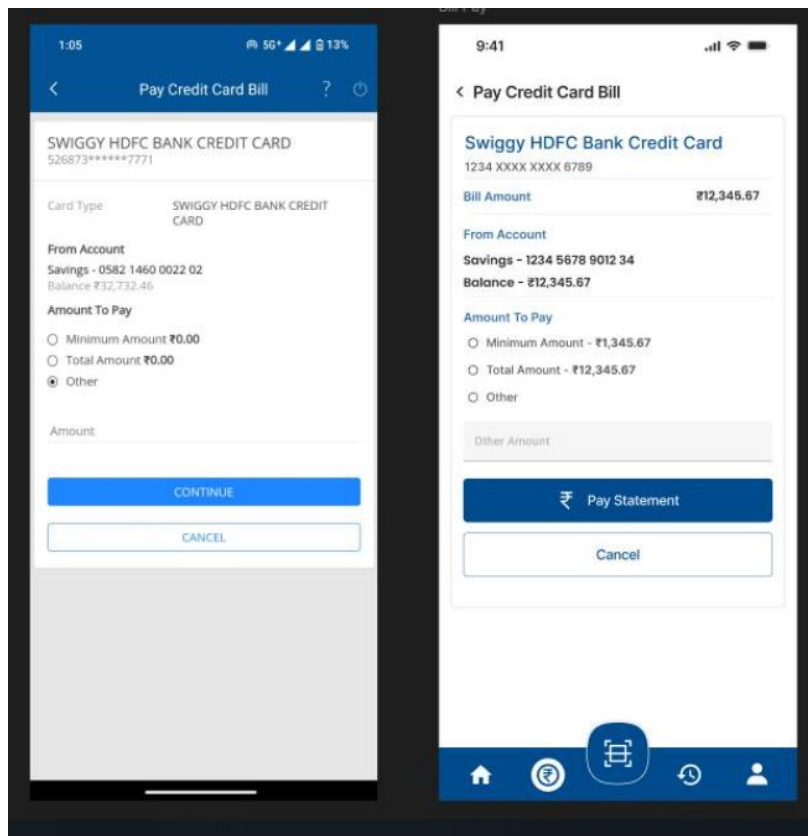 Bill Pay
1:05
5G+
13%
Pay Credit Card Bill
?
SWIGGY HDFC BANK CREDIT CARD
526873******7771
Card Type
SWIGGY HDFC BANK CREDIT
CARD
From Account
Savings - 0582 1460 0022 02
Balance ₹32,732.46
Amount To Pay
Minimum Amount ₹0.00
Total Amount ₹0.00
Other
Amount
CONTINUE
CANCEL
9:41
< Pay Credit Card Bill
Swiggy HDFC Bank Credit Card
1234 XXXX XXXX 6789
Bill Amount ₹12,345.67
From Account
Savings - 1234 5678 9012 34
Balance - ₹12,345.67
Amount To Pay
Minimum Amount - ₹1,345.67
Total Amount - ₹12,345.67
Other
Other Amount
₹ Pay Statement
Cancel
₹